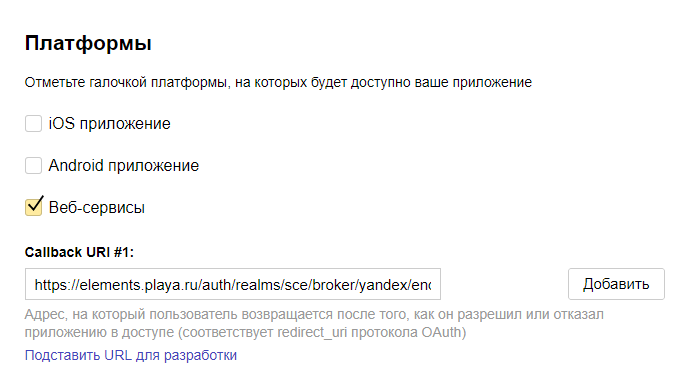 Платформы
Отметьте галочкой платформы, на которых будет доступно ваше приложение
iOS приложение
Android приложение
Веб-сервисы
Callback URI #1:
https://elements.playa.ru/auth/realms/sce/broker/yandex/enc
Добавить
Адрес, на который пользователь возвращается после того, как он разрешил или отказал
приложению в доступе (соответствует redirect_uri протокола OAuth)
Подставить URL для разработки